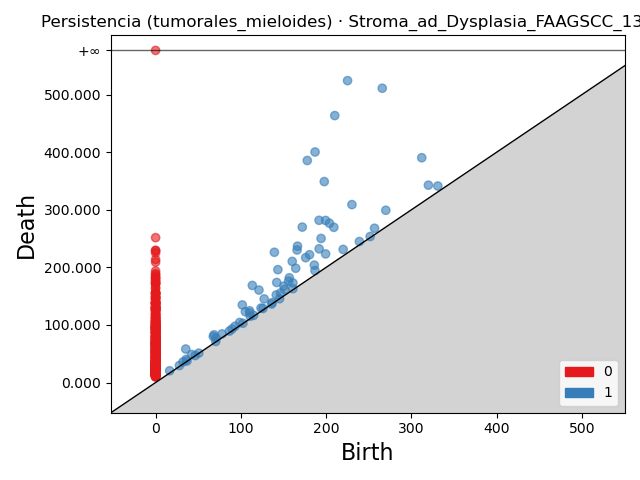 Persistencia (tumorales_mieloides) · Stroma_ad_Dysplasia_FAAGSCC_13
+∞
500.000
400.000
300.000
200.000
100.000
0.000
Death
0
1
0 100 200 300 400 500
Birth